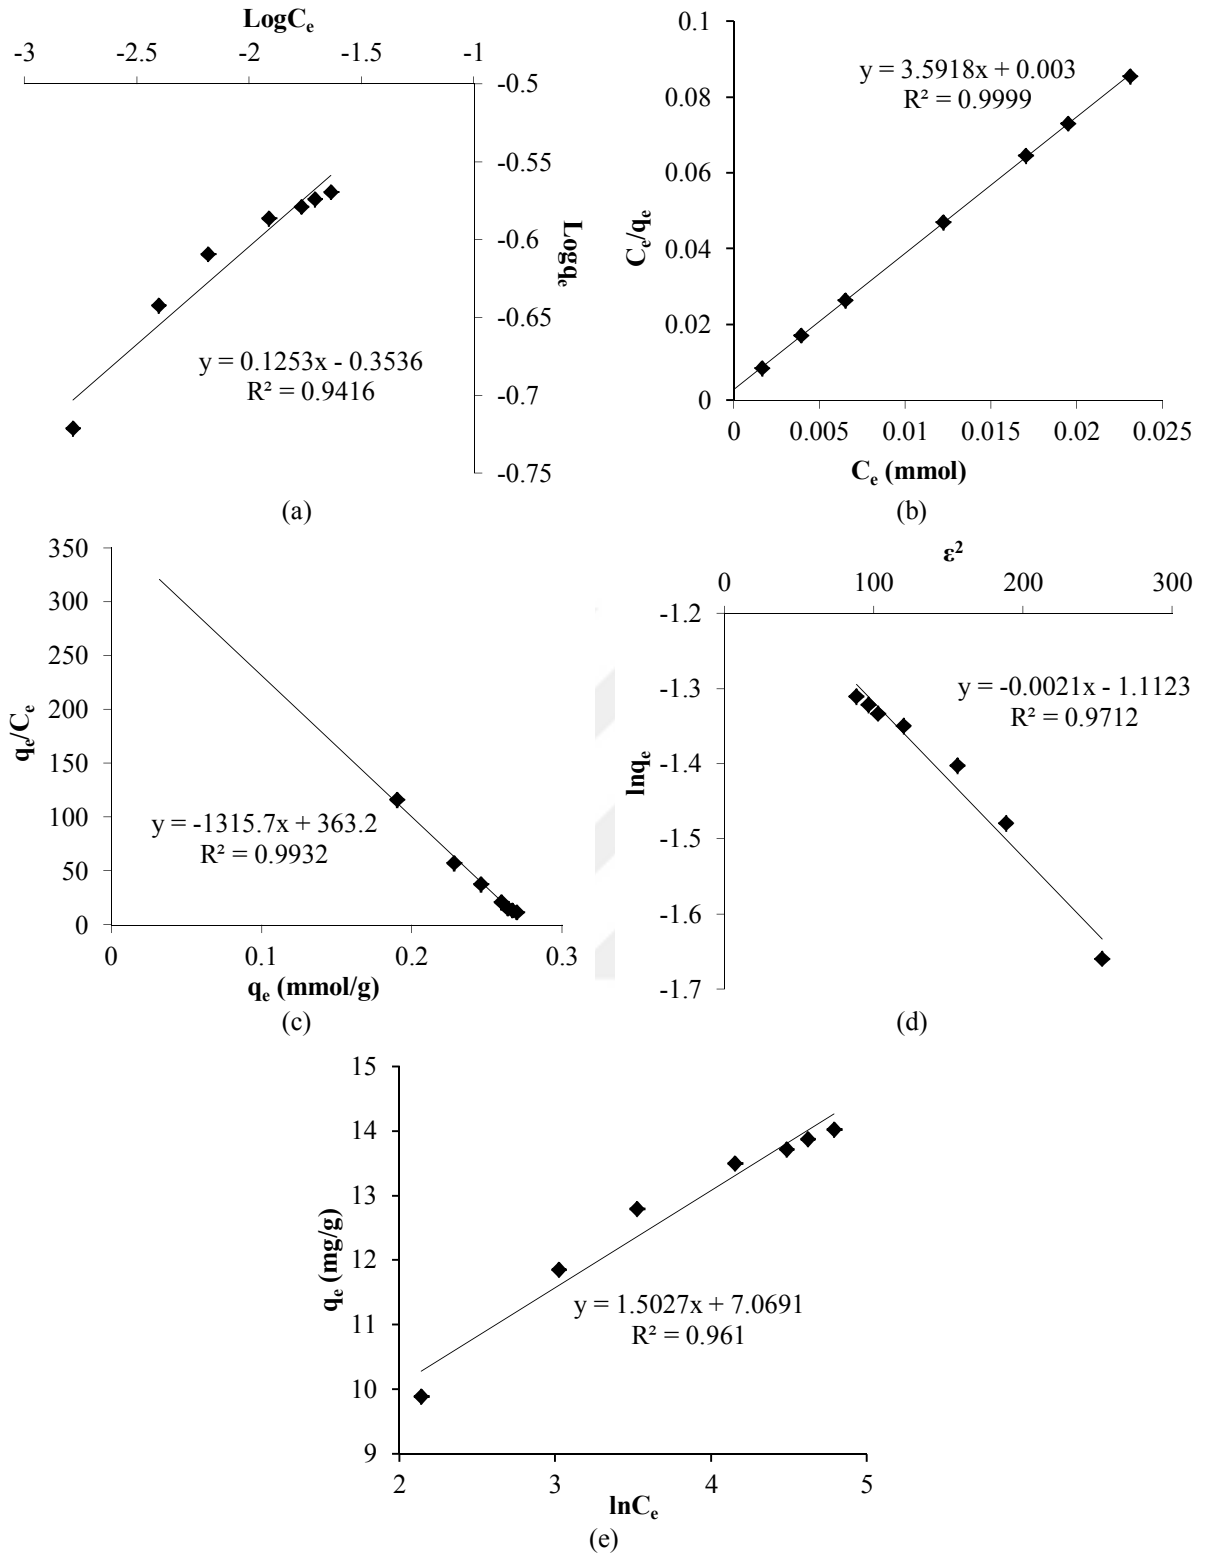 LogCₑ
-3 -2.5 -2 -1.5 -1
-0.5
-0.55
-0.6
-0.65
-0.7
-0.75
Logqₑ
y = 0.1253x - 0.3536
R² = 0.9416
(a)
0.1
0.08
0.06
0.04
0.02
0
Cₑ/qₑ
y = 3.5918x + 0.003
R² = 0.9999
0 0.005 0.01 0.015 0.02 0.025
Cₑ (mmol)
(b)
350
300
250
200
150
100
50
0
qₑ/Cₑ
y = -1315.7x + 363.2
R² = 0.9932
0 0.1 0.2 0.3
qₑ (mmol/g)
(c)
ε²
0 100 200 300
-1.2
-1.3
-1.4
-1.5
-1.6
-1.7
lnqₑ
y = -0.0021x - 1.1123
R² = 0.9712
(d)
15
14
13
12
11
10
9
qₑ (mg/g)
y = 1.5027x + 7.0691
R² = 0.961
2 3 4 5
lnCₑ
(e)